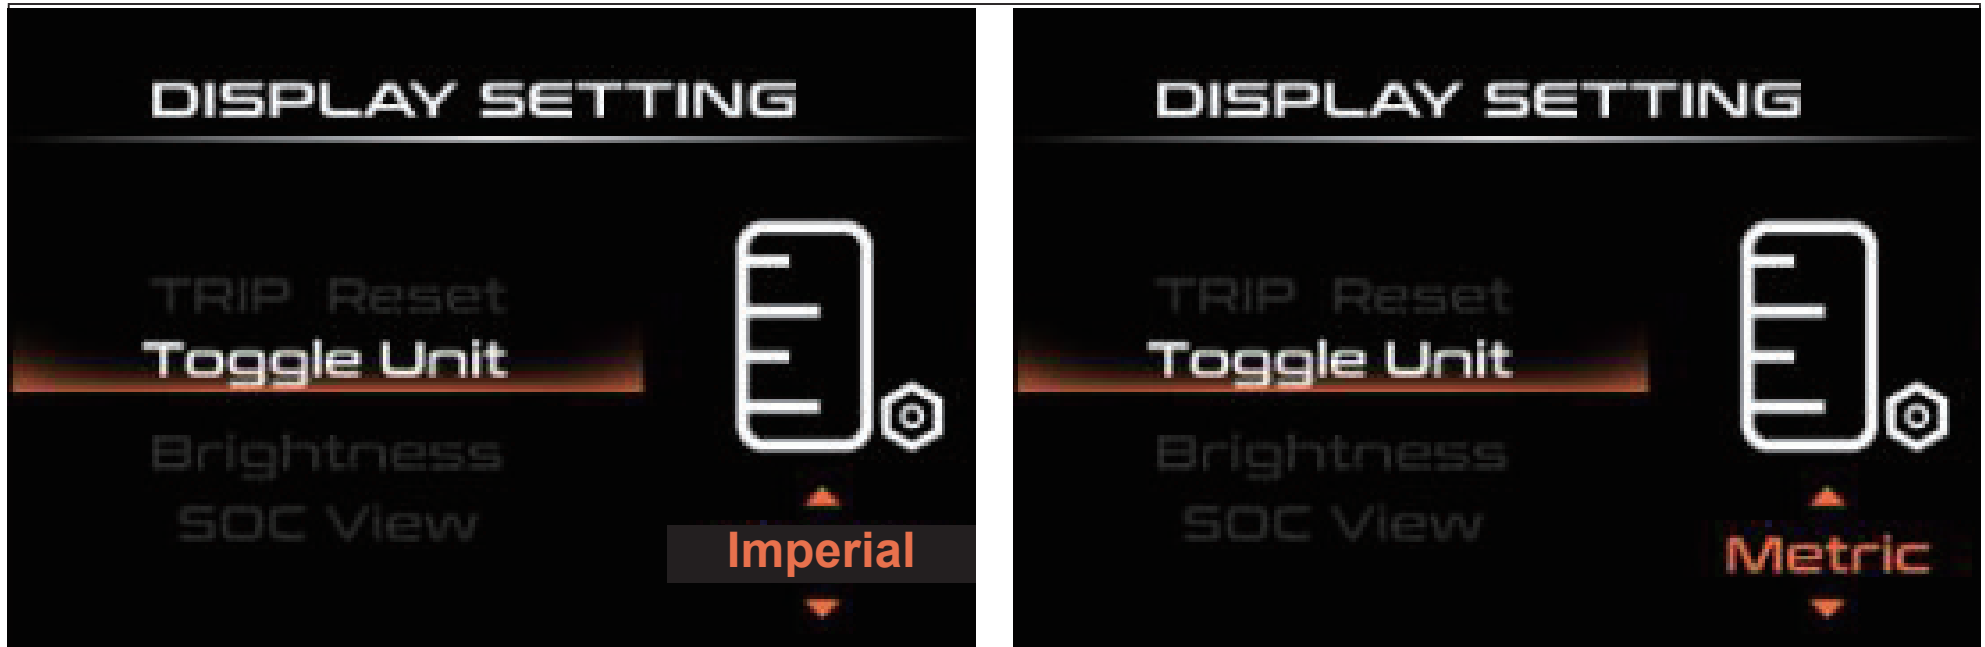 DISPLAY SETTING
TRIP Reset
Toggle Unit
Brightness
SOC View
Imperial
DISPLAY SETTING
TRIP Reset
Toggle Unit
Brightness
SOC View
Metric